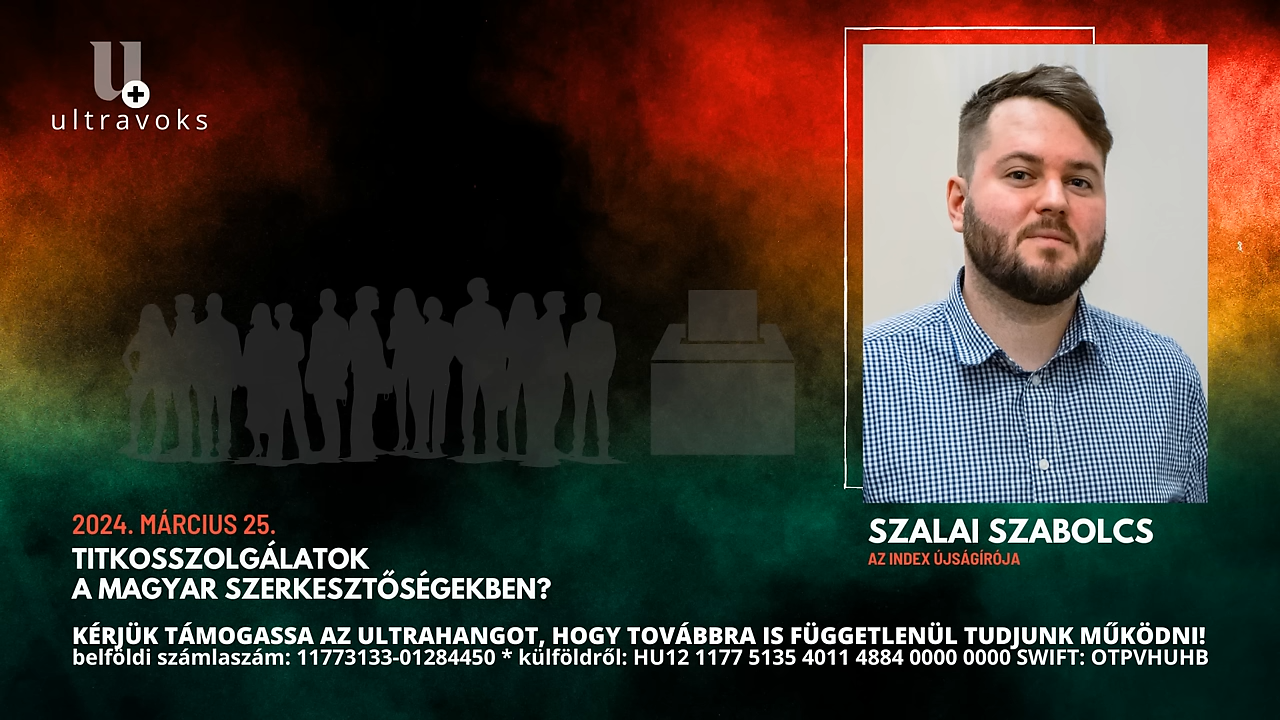 u+
ultravoks
2024. MÁRCIUS 25.
TITKOSSZOLGÁLATOK
A MAGYAR SZERKESZTŐSÉGEKBEN?
SZALAI SZABOLCS
AZ INDEX ÚJSÁGÍRÓJA
KÉRJÜK TÁMOGASSA AZ ULTRAHANGOT, HOGY TOVÁBBRA IS FÜGGETLENÜL TUDJUNK MŰKÖDNI!
belföldi számlaszám: 11773133-01284450 * külföldről: HU12 1177 5135 4011 4884 0000 0000 SWIFT: OTPVHUHB